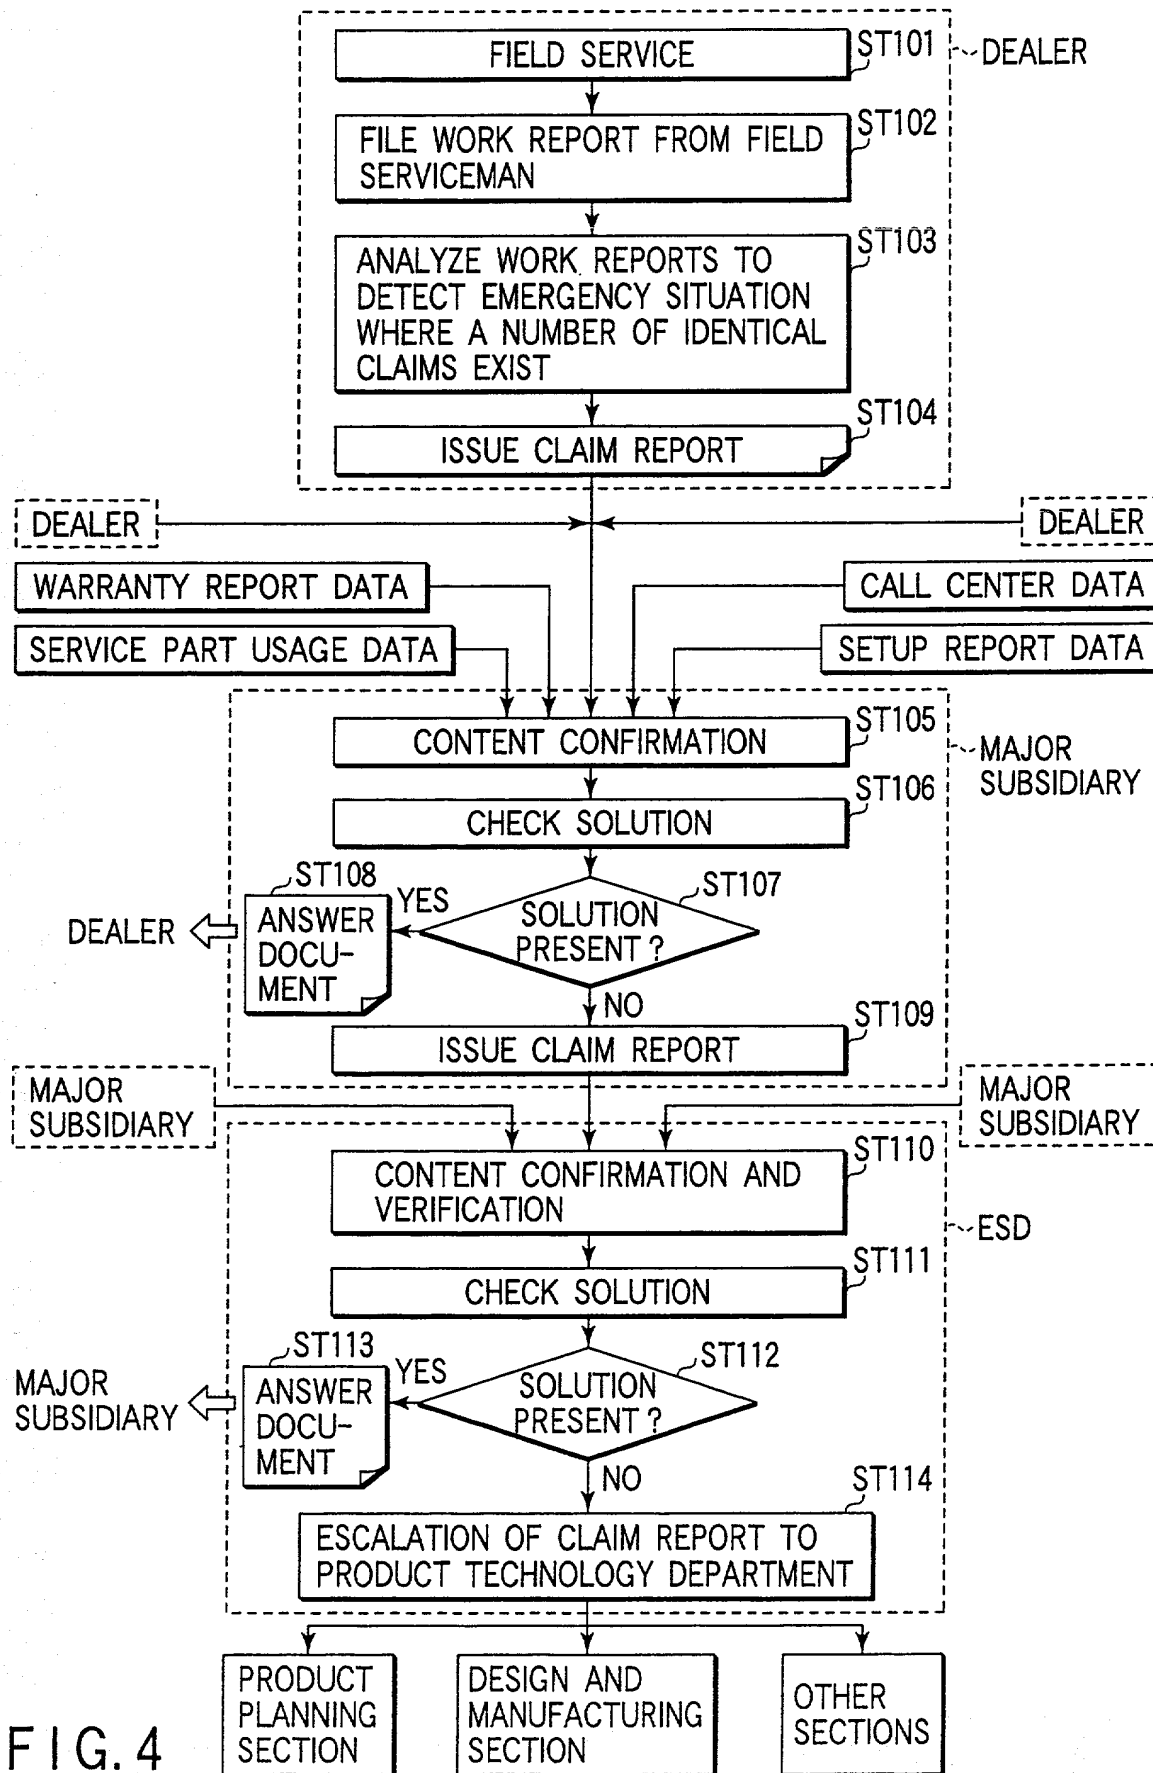 FIELD SERVICE
ST101
DEALER
FILE WORK REPORT FROM FIELD
SERVICEMAN
ST102
ANALYZE WORK REPORTS TO
DETECT EMERGENCY SITUATION
WHERE A NUMBER OF IDENTICAL
CLAIMS EXIST
ST103
ISSUE CLAIM REPORT
ST104
DEALER
DEALER
WARRANTY REPORT DATA
CALL CENTER DATA
SERVICE PART USAGE DATA
SETUP REPORT DATA
CONTENT CONFIRMATION
ST105
MAJOR
SUBSIDIARY
CHECK SOLUTION
ST106
ST108
YES
ST107
SOLUTION
PRESENT ?
DEALER
ANSWER
DOCU-
MENT
NO
ISSUE CLAIM REPORT
ST109
MAJOR
SUBSIDIARY
MAJOR
SUBSIDIARY
CONTENT CONFIRMATION AND
VERIFICATION
ST110
ESD
CHECK SOLUTION
ST111
ST113
YES
ST112
SOLUTION
PRESENT ?
MAJOR
SUBSIDIARY
ANSWER
DOCU-
MENT
NO
ST114
ESCALATION OF CLAIM REPORT TO
PRODUCT TECHNOLOGY DEPARTMENT
PRODUCT
PLANNING
SECTION
DESIGN AND
MANUFACTURING
SECTION
OTHER
SECTIONS
FIG. 4